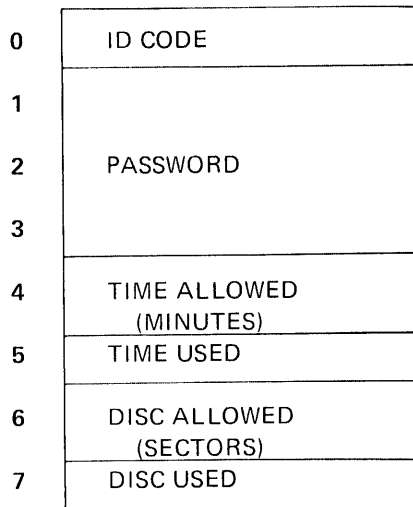 0 ID CODE
1
2 PASSWORD
3
4 TIME ALLOWED
(MINUTES)
5 TIME USED
6 DISC ALLOWED
(SECTORS)
7 DISC USED